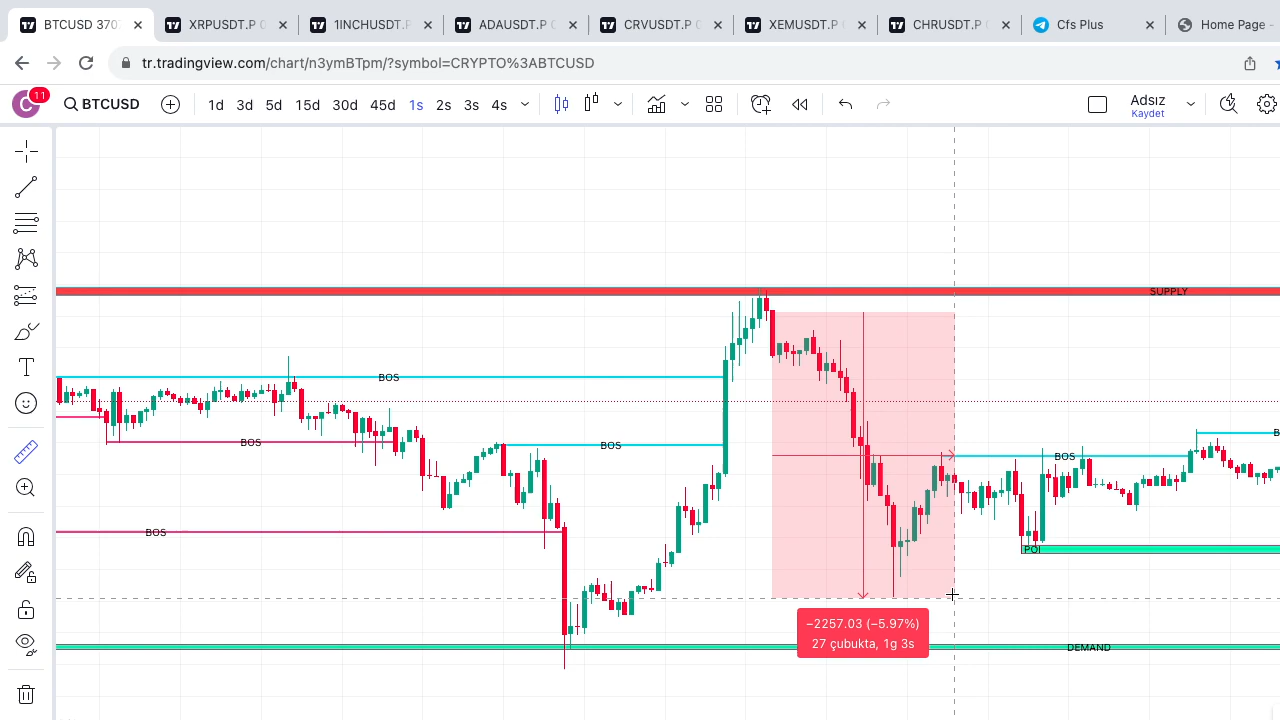 BTCUSD 370
XRPUSDT.P
1INCHUSDT.P
ADAUSDT.P
CRVUSDT.P
XEMUSDT.P
CHRUSDT.P
Cfs Plus
Home Page -
tr.tradingview.com/chart/n3ymBTpm/?symbol=CRYPTO%3ABTCUSD
C 11 BTCUSD 1d 3d 5d 15d 30d 45d 1s 2s 3s 4s Adsız
Kaydet
SUPPLY
BOS
BOS
BOS
BOS
BOS
POI
−2257.03 (−5.97%)
27 çubukta, 1g 3s
DEMAND